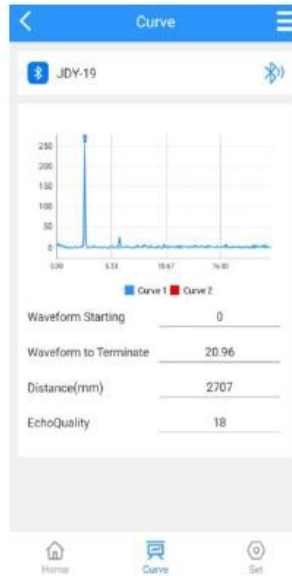 Curve
JDY-19
250
200
150
100
50
0
0.00 5.33 10.67 16.00
Curve 1 Curve 2
Waveform Starting 0
Waveform to Terminate 20.96
Distance(mm) 2707
EchoQuality 18
Home Curve Set